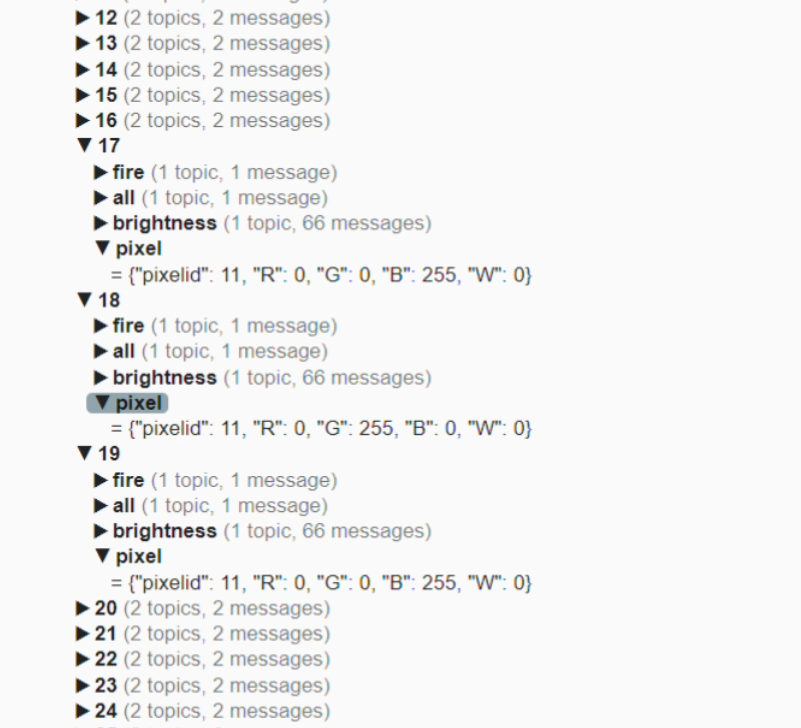 ▶ 12 (2 topics, 2 messages)
▶ 13 (2 topics, 2 messages)
▶ 14 (2 topics, 2 messages)
▶ 15 (2 topics, 2 messages)
▶ 16 (2 topics, 2 messages)
▼ 17
▶ fire (1 topic, 1 message)
▶ all (1 topic, 1 message)
▶ brightness (1 topic, 66 messages)
▼ pixel
= {"pixelid": 11, "R": 0, "G": 0, "B": 255, "W": 0}
▼ 18
▶ fire (1 topic, 1 message)
▶ all (1 topic, 1 message)
▶ brightness (1 topic, 66 messages)
▼ pixel
= {"pixelid": 11, "R": 0, "G": 255, "B": 0, "W": 0}
▼ 19
▶ fire (1 topic, 1 message)
▶ all (1 topic, 1 message)
▶ brightness (1 topic, 66 messages)
▼ pixel
= {"pixelid": 11, "R": 0, "G": 0, "B": 255, "W": 0}
▶ 20 (2 topics, 2 messages)
▶ 21 (2 topics, 2 messages)
▶ 22 (2 topics, 2 messages)
▶ 23 (2 topics, 2 messages)
▶ 24 (2 topics, 2 messages)